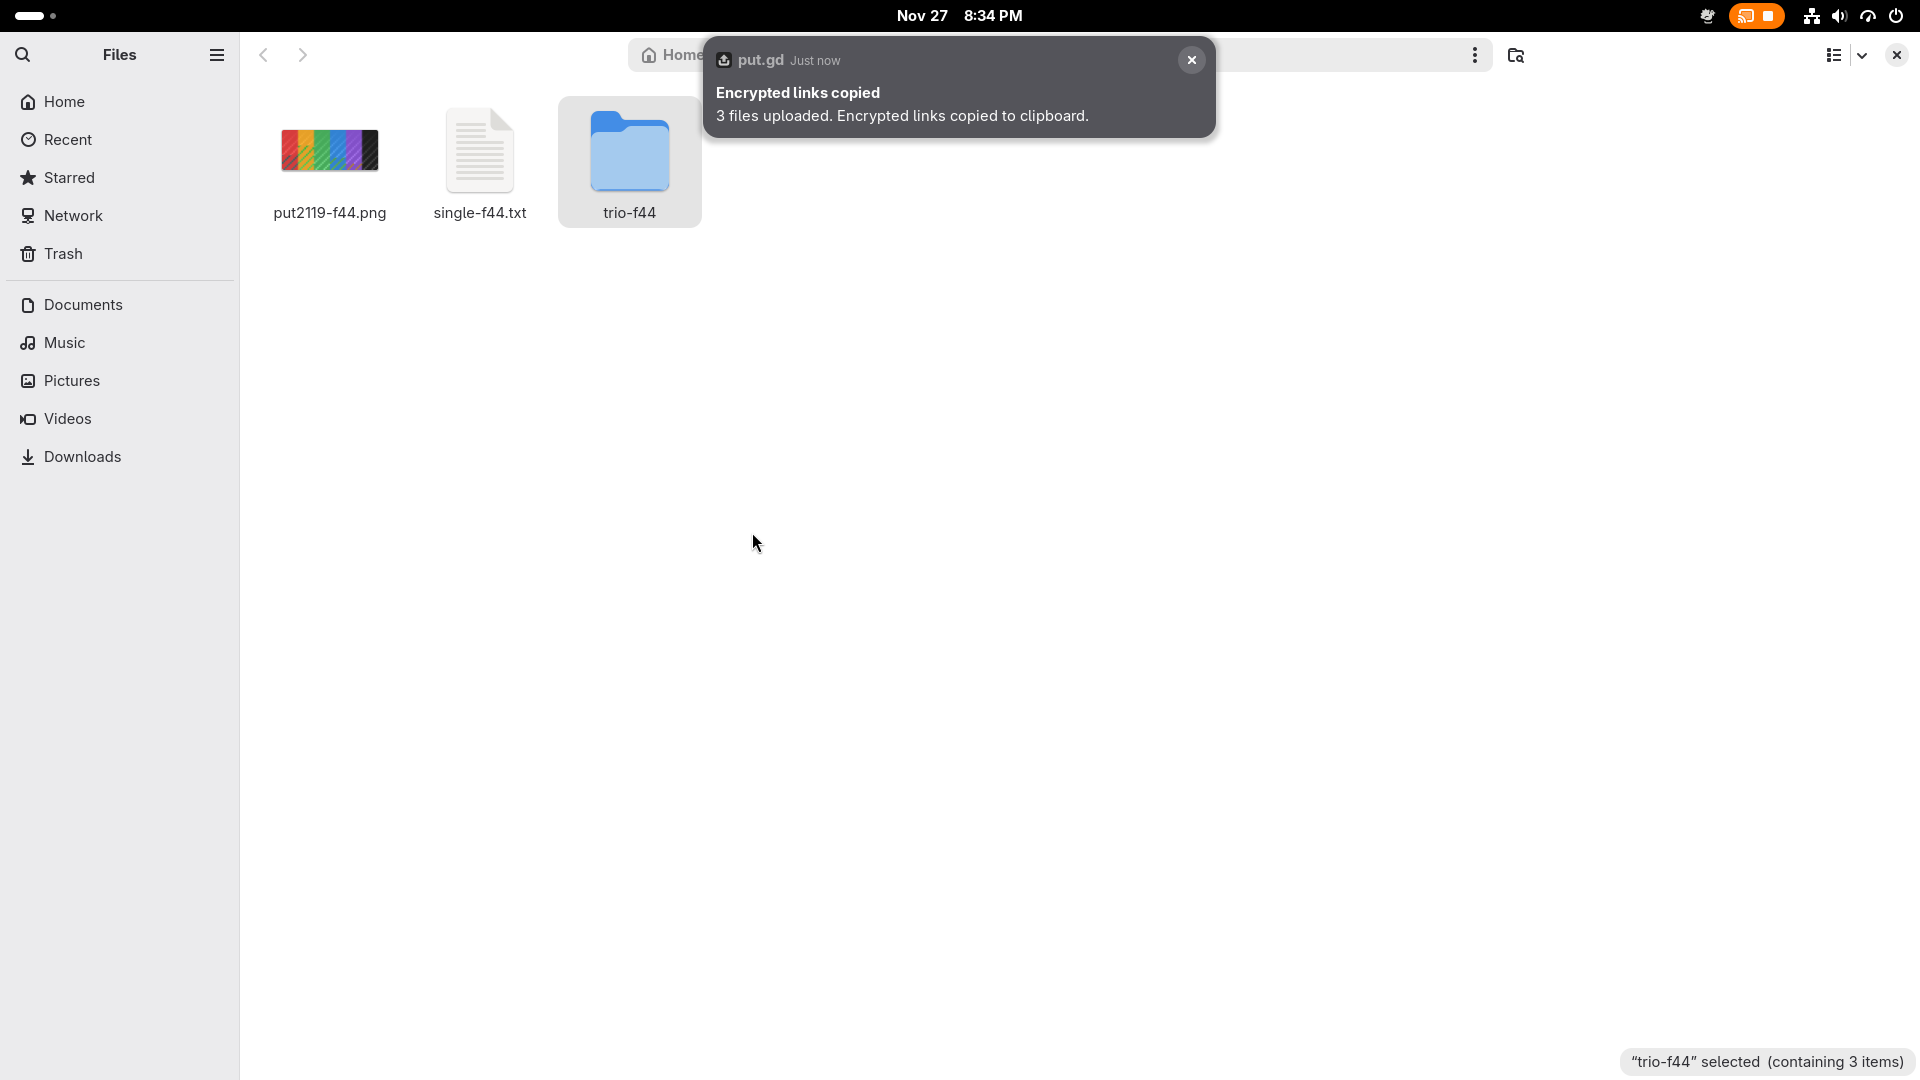 Nov 27 8:34 PM
Files
Home
put.gd Just now
Encrypted links copied
3 files uploaded. Encrypted links copied to clipboard.
Home
Recent
Starred
Network
Trash
Documents
Music
Pictures
Videos
Downloads
put2119-f44.png
single-f44.txt
trio-f44
“trio-f44” selected (containing 3 items)